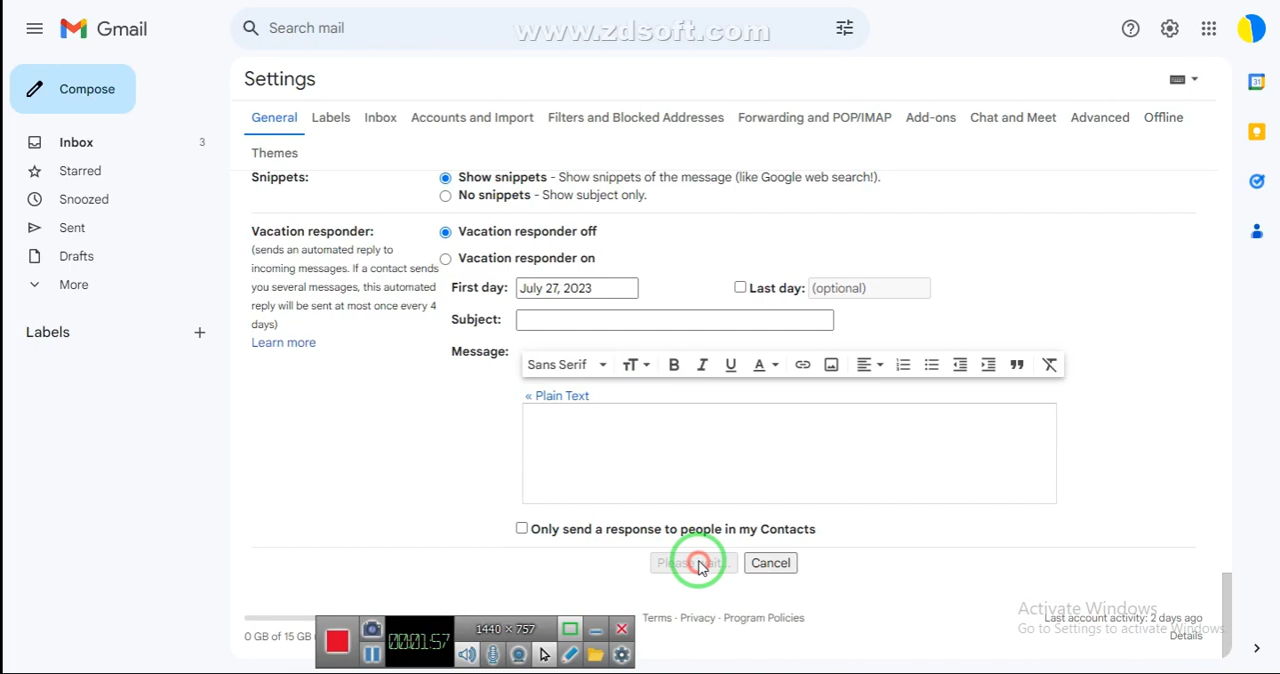 Gmail
Search mail
www.zdsoft.com
Compose
Inbox 3
Starred
Snoozed
Sent
Drafts
More
Labels
Settings
General Labels Inbox Accounts and Import Filters and Blocked Addresses Forwarding and POP/IMAP Add-ons Chat and Meet Advanced Offline
Themes
Snippets:
Show snippets - Show snippets of the message (like Google web search!).
No snippets - Show subject only.
Vacation responder:
(sends an automated reply to
incoming messages. If a contact sends
you several messages, this automated
reply will be sent at most once every 4
days)
Learn more
Vacation responder off
Vacation responder on
First day: July 27, 2023 Last day: (optional)
Subject:
Message:
Sans Serif
« Plain Text
Only send a response to people in my Contacts
Cancel
0 GB of 15 GB
Terms · Privacy · Program Policies
Last account activity: 2 days ago
Details
Activate Windows
Go to Settings to activate Windows.
1440 × 757
00:01:57
31